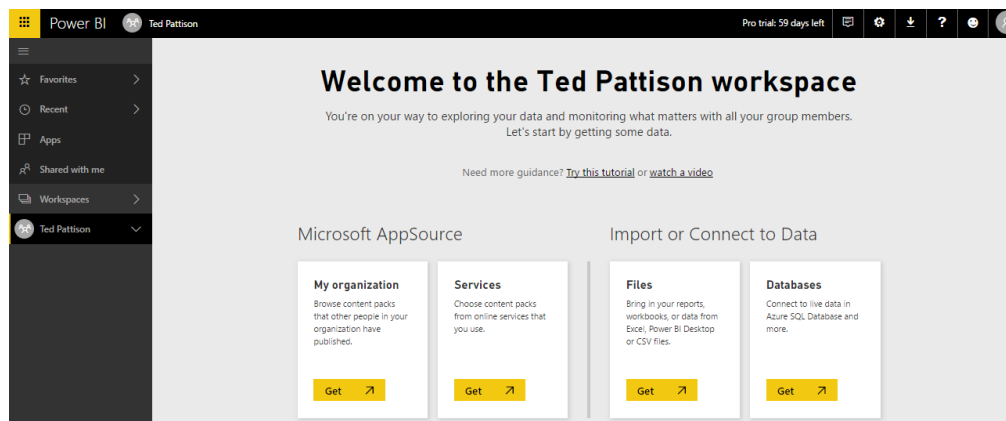 Power BI
Ted Pattison
Pro trial: 59 days left
?
Favorites
Recent
Apps
Shared with me
Workspaces
Ted Pattison
Welcome to the Ted Pattison workspace
You're on your way to exploring your data and monitoring what matters with all your group members.
Let's start by getting some data.
Need more guidance? Try this tutorial or watch a video
Microsoft AppSource
Import or Connect to Data
My organization
Browse content packs
that other people in your
organization have
published.
Get
Services
Choose content packs
from online services that
you use.
Get
Files
Bring in your reports,
workbooks, or data from
Excel, Power BI Desktop
or CSV files.
Get
Databases
Connect to live data in
Azure SQL Database and
more.
Get